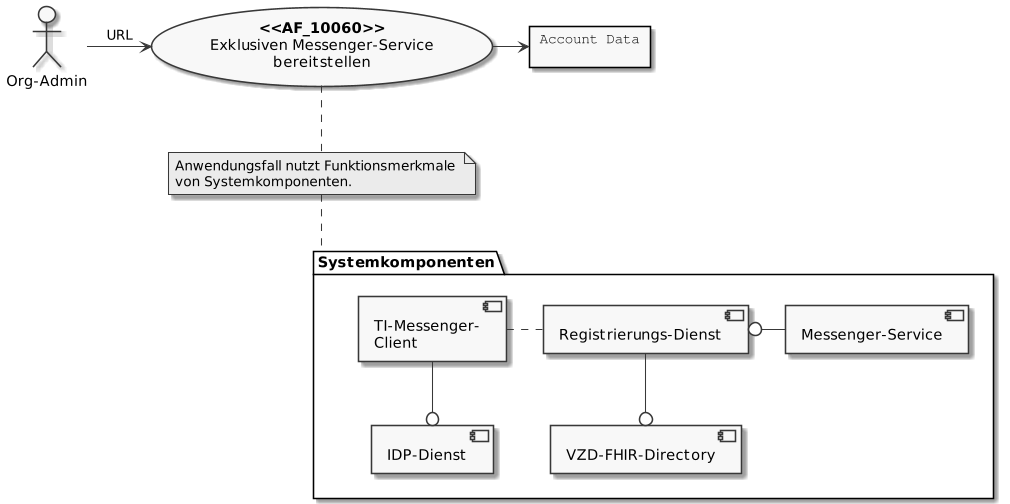 URL
<<AF_10060>>
Exklusiven Messenger-Service
bereitstellen
Account Data
Org-Admin
Anwendungsfall nutzt Funktionsmerkmale
von Systemkomponenten.
Systemkomponenten
TI-Messenger-
Client
Registrierungs-Dienst
Messenger-Service
IDP-Dienst
VZD-FHIR-Directory